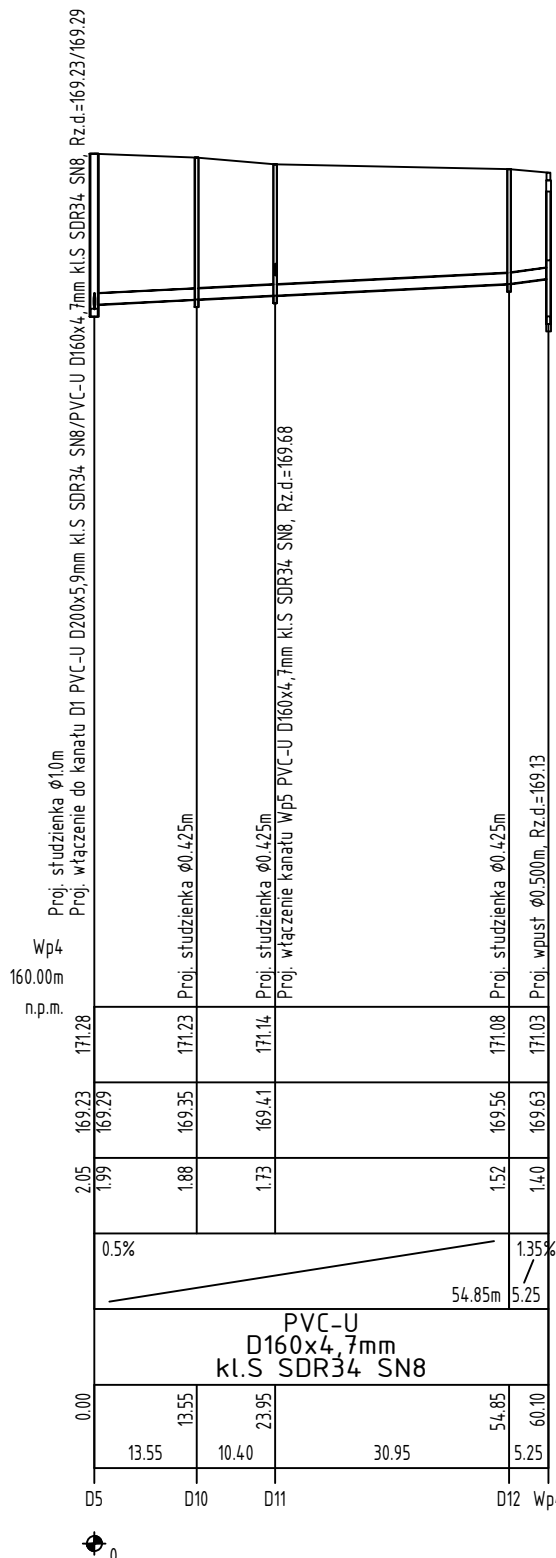 Proj. studzienka ϕ1.0m
Proj. włączenie do kanału D1 PVC-U D200x5,9mm kl.S SDR34 SN8/PVC-U D160x4,7mm kl.S SDR34 SN8, Rz.d.=169.23/169.29
Proj. studzienka ϕ0.425m
Proj. studzienka ϕ0.425m
Proj. włączenie kanału Wp5 PVC-U D160x4,7mm kl.S SDR34 SN8, Rz.d.=169.68
Proj. studzienka ϕ0.425m
Proj. wpust ϕ0.500m, Rz.d.=169.13
Wp4
160.00m
n.p.m.
171.28 171.23 171.14 171.08 171.03
169.23 169.29 169.35 169.41 169.56 169.63
2.05 1.99 1.88 1.73 1.52 1.40
0.5% 1.35%
54.85m 5.25
PVC-U
D160x4,7mm
kl.S SDR34 SN8
0.00 13.55 23.95 54.85 60.10
13.55 10.40 30.95 5.25
D5 D10 D11 D12 Wp
0